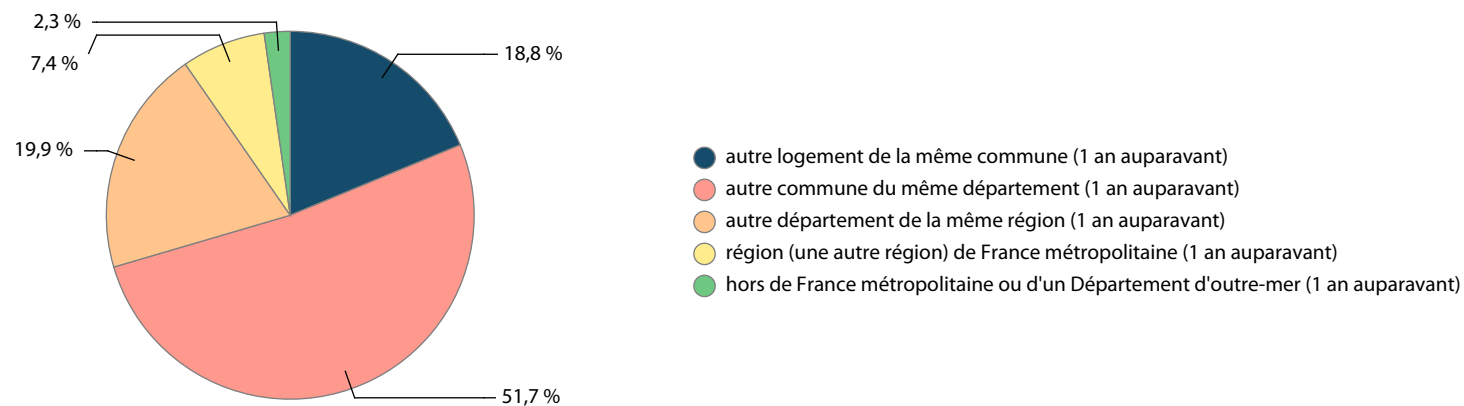 2,3 %
7,4 %
18,8 %
19,9 %
51,7 %
autre logement de la même commune (1 an auparavant)
autre commune du même département (1 an auparavant)
autre département de la même région (1 an auparavant)
région (une autre région) de France métropolitaine (1 an auparavant)
hors de France métropolitaine ou d'un Département d'outre-mer (1 an auparavant)